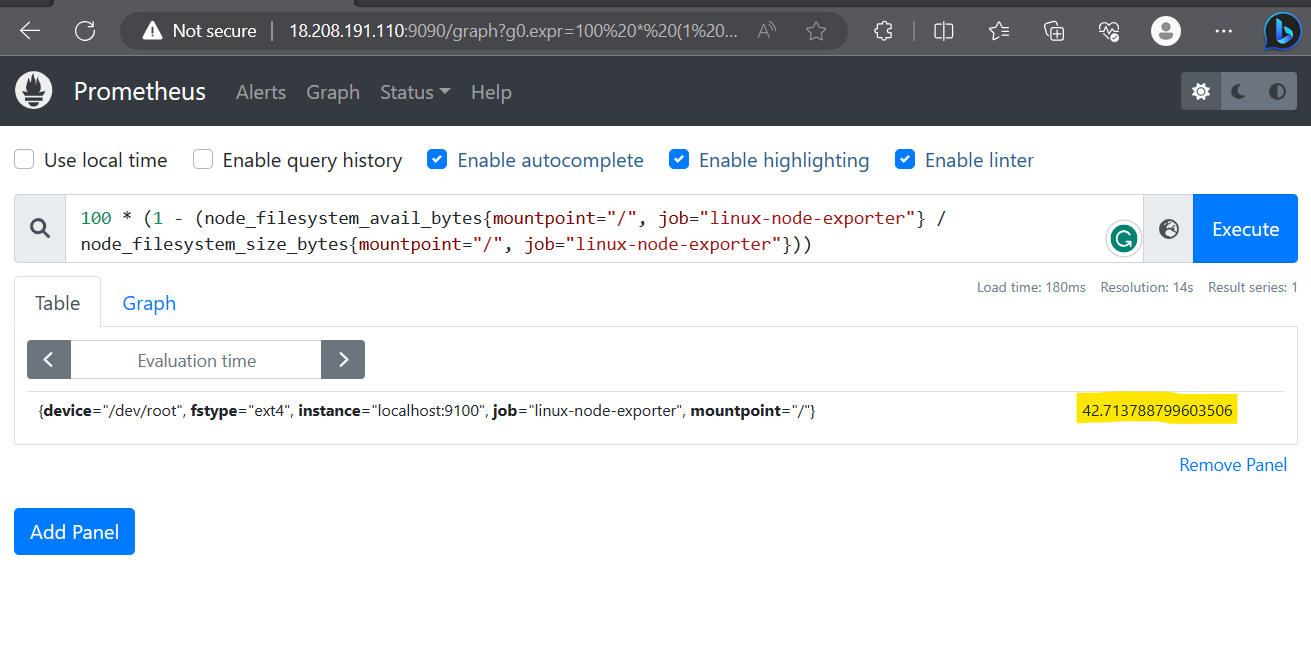 Not secure 18.208.191.110:9090/graph?g0.expr=100%20*%20(1%20...
Prometheus Alerts Graph Status Help
Use local time Enable query history Enable autocomplete Enable highlighting Enable linter
100 * (1 - (node_filesystem_avail_bytes{mountpoint="/", job="linux-node-exporter"} /
node_filesystem_size_bytes{mountpoint="/", job="linux-node-exporter"}))
Execute
Table Graph
Load time: 180ms Resolution: 14s Result series: 1
Evaluation time
{device="/dev/root", fstype="ext4", instance="localhost:9100", job="linux-node-exporter", mountpoint="/"} 42.713788799603506
Remove Panel
Add Panel